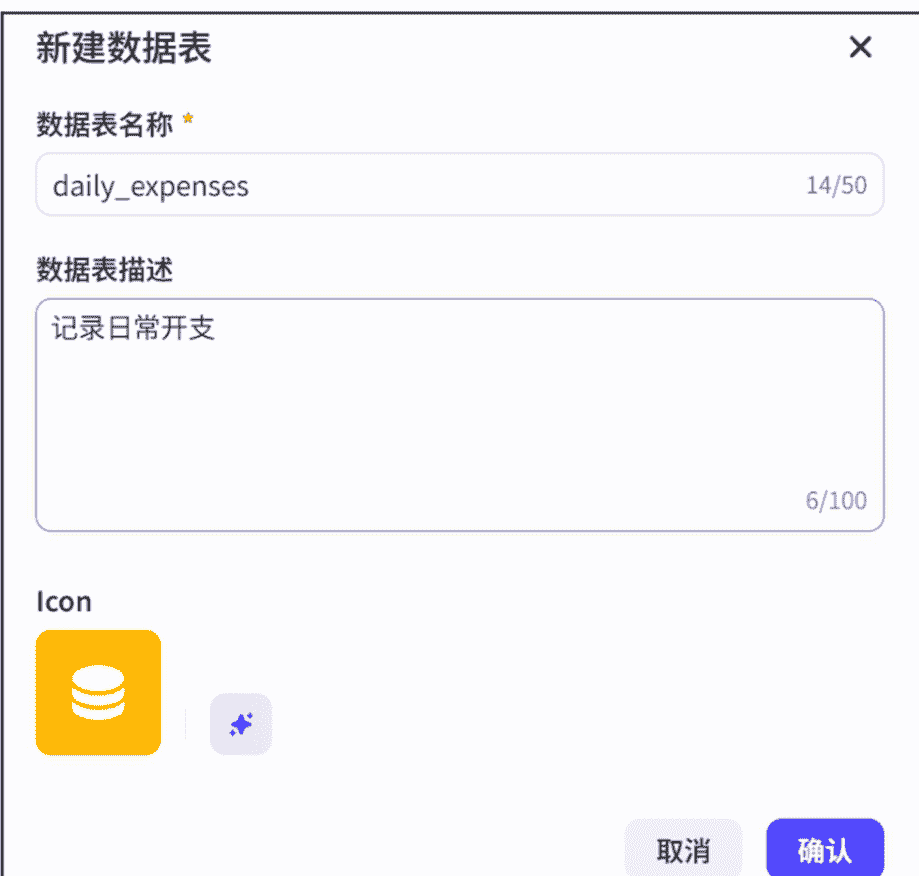 新建数据表
数据表名称 *
daily_expenses 14/50
数据表描述
记录日常开支
6/100
Icon
取消 确认